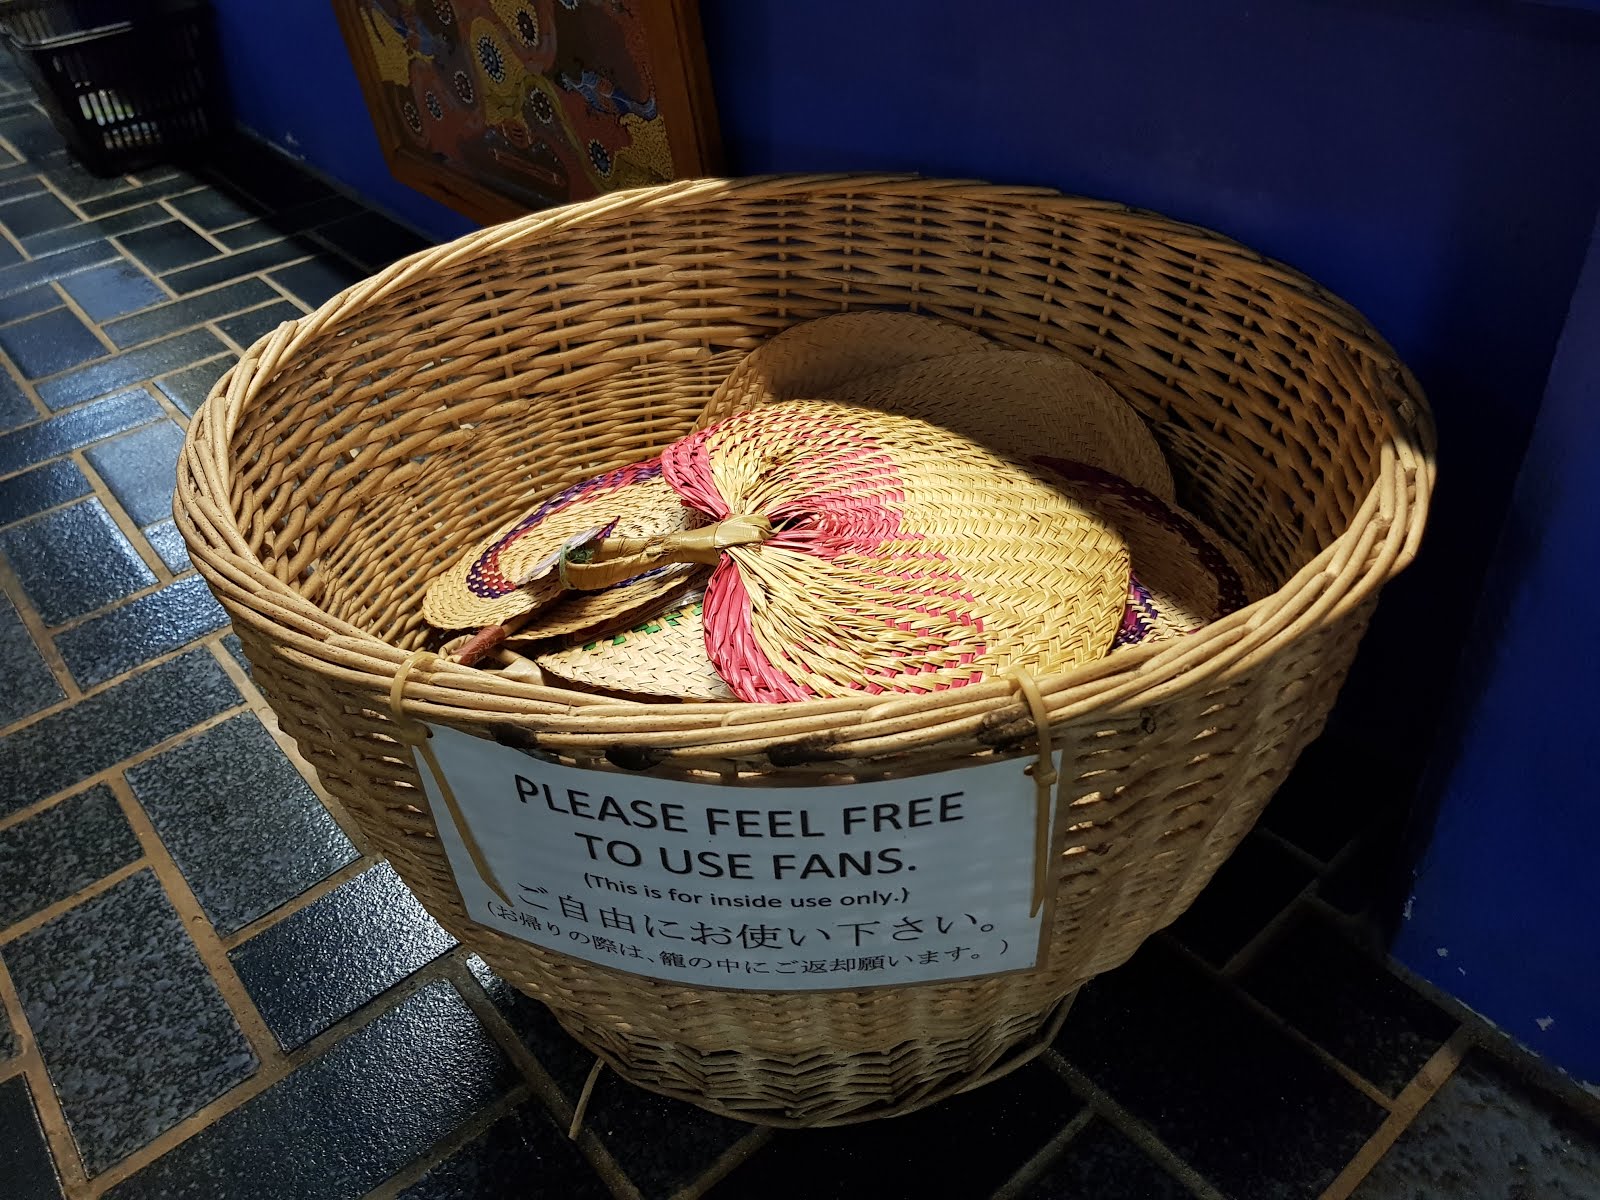 PLEASE FEEL FREE
TO USE FANS.
(This is for inside use only.)
ご自由にお使い下さい。
(お帰りの際は、籠の中にご返却願います。)